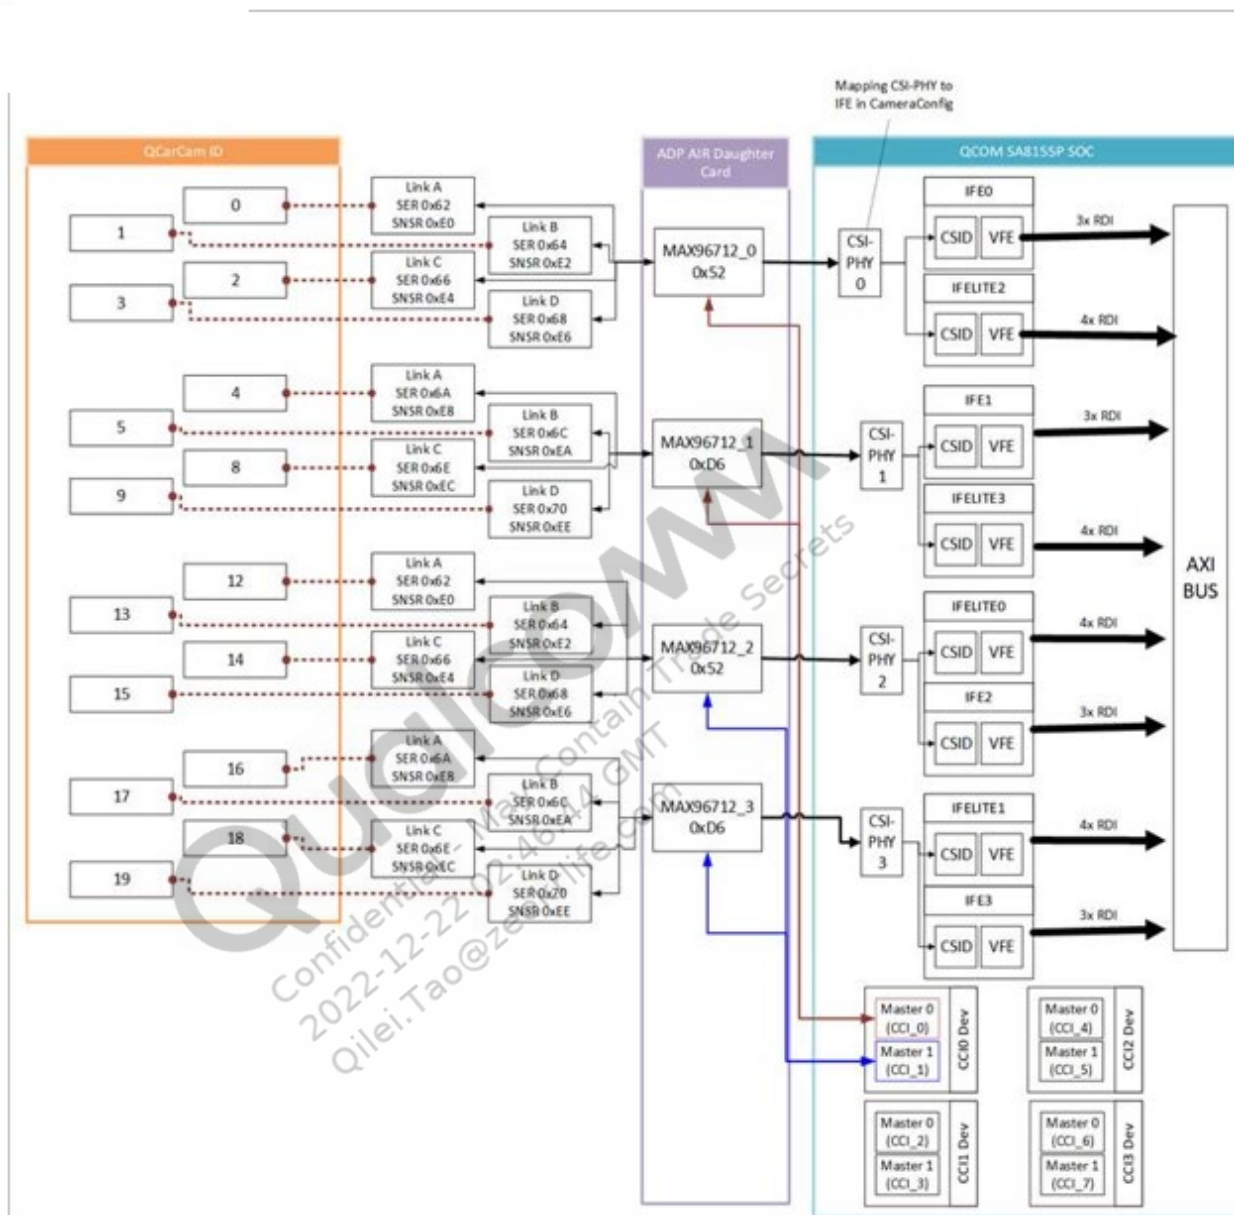 Mapping CSI-PHY to
IFE in CameraConfig
QCarCam ID
ADP AIR Daughter
Card
QCOM SA8155P SOC
0
1
2
3
Link A
SER 0x62
SNSR 0xE0
Link B
SER 0x64
SNSR 0xE2
Link C
SER 0x66
SNSR 0xE4
Link D
SER 0x68
SNSR 0xE6
MAX96712_0
0x52
CSI-
PHY
0
IFE0
CSID
VFE
3x RDI
IFELITE2
CSID
VFE
4x RDI
4
5
8
9
Link A
SER 0x6A
SNSR 0xE8
Link B
SER 0x6C
SNSR 0xEA
Link C
SER 0x6E
SNSR 0xEC
Link D
SER 0x70
SNSR 0xEE
MAX96712_1
0xD6
CSI-
PHY
1
IFE1
CSID
VFE
3x RDI
IFELITE3
CSID
VFE
4x RDI
AXI
BUS
12
13
14
15
Link A
SER 0x62
SNSR 0xE0
Link B
SER 0x64
SNSR 0xE2
Link C
SER 0x66
SNSR 0xE4
Link D
SER 0x68
SNSR 0xE6
MAX96712_2
0x52
CSI-
PHY
2
IFELITE0
CSID
VFE
4x RDI
IFE2
CSID
VFE
3x RDI
16
17
18
19
Link A
SER 0x6A
SNSR 0xE8
Link B
SER 0x6C
SNSR 0xEA
Link C
SER 0x6E
SNSR 0xEC
Link D
SER 0x70
SNSR 0xEE
MAX96712_3
0xD6
CSI-
PHY
3
IFELITE1
CSID
VFE
4x RDI
IFE3
CSID
VFE
3x RDI
Master 0
(CCI_0)
Master 1
(CCI_1)
CCI0 Dev
Master 0
(CCI_4)
Master 1
(CCI_5)
CCI2 Dev
Master 0
(CCI_2)
Master 1
(CCI_3)
CCI1 Dev
Master 0
(CCI_6)
Master 1
(CCI_7)
CCI3 Dev
Qualcomm
Confidential - May Contain Trade Secrets
2022-12-22 02:46:44 GMT